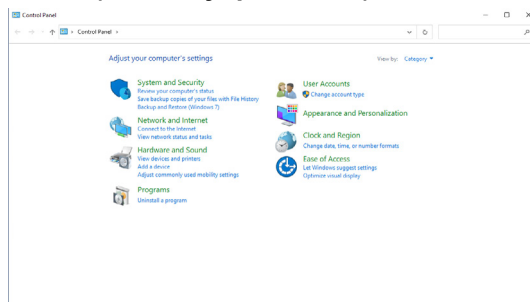 Control Panel
Control Panel
Adjust your computer's settings
View by: Category
System and Security
Review your computer's status
Save backup copies of your files with File History
Backup and Restore (Windows 7)
Network and Internet
Connect to the Internet
View network status and tasks
Hardware and Sound
View devices and printers
Add a device
Adjust commonly used mobility settings
Programs
Uninstall a program
User Accounts
Change account type
Appearance and Personalization
Clock and Region
Change date, time, or number formats
Ease of Access
Let Windows suggest settings
Optimize visual display